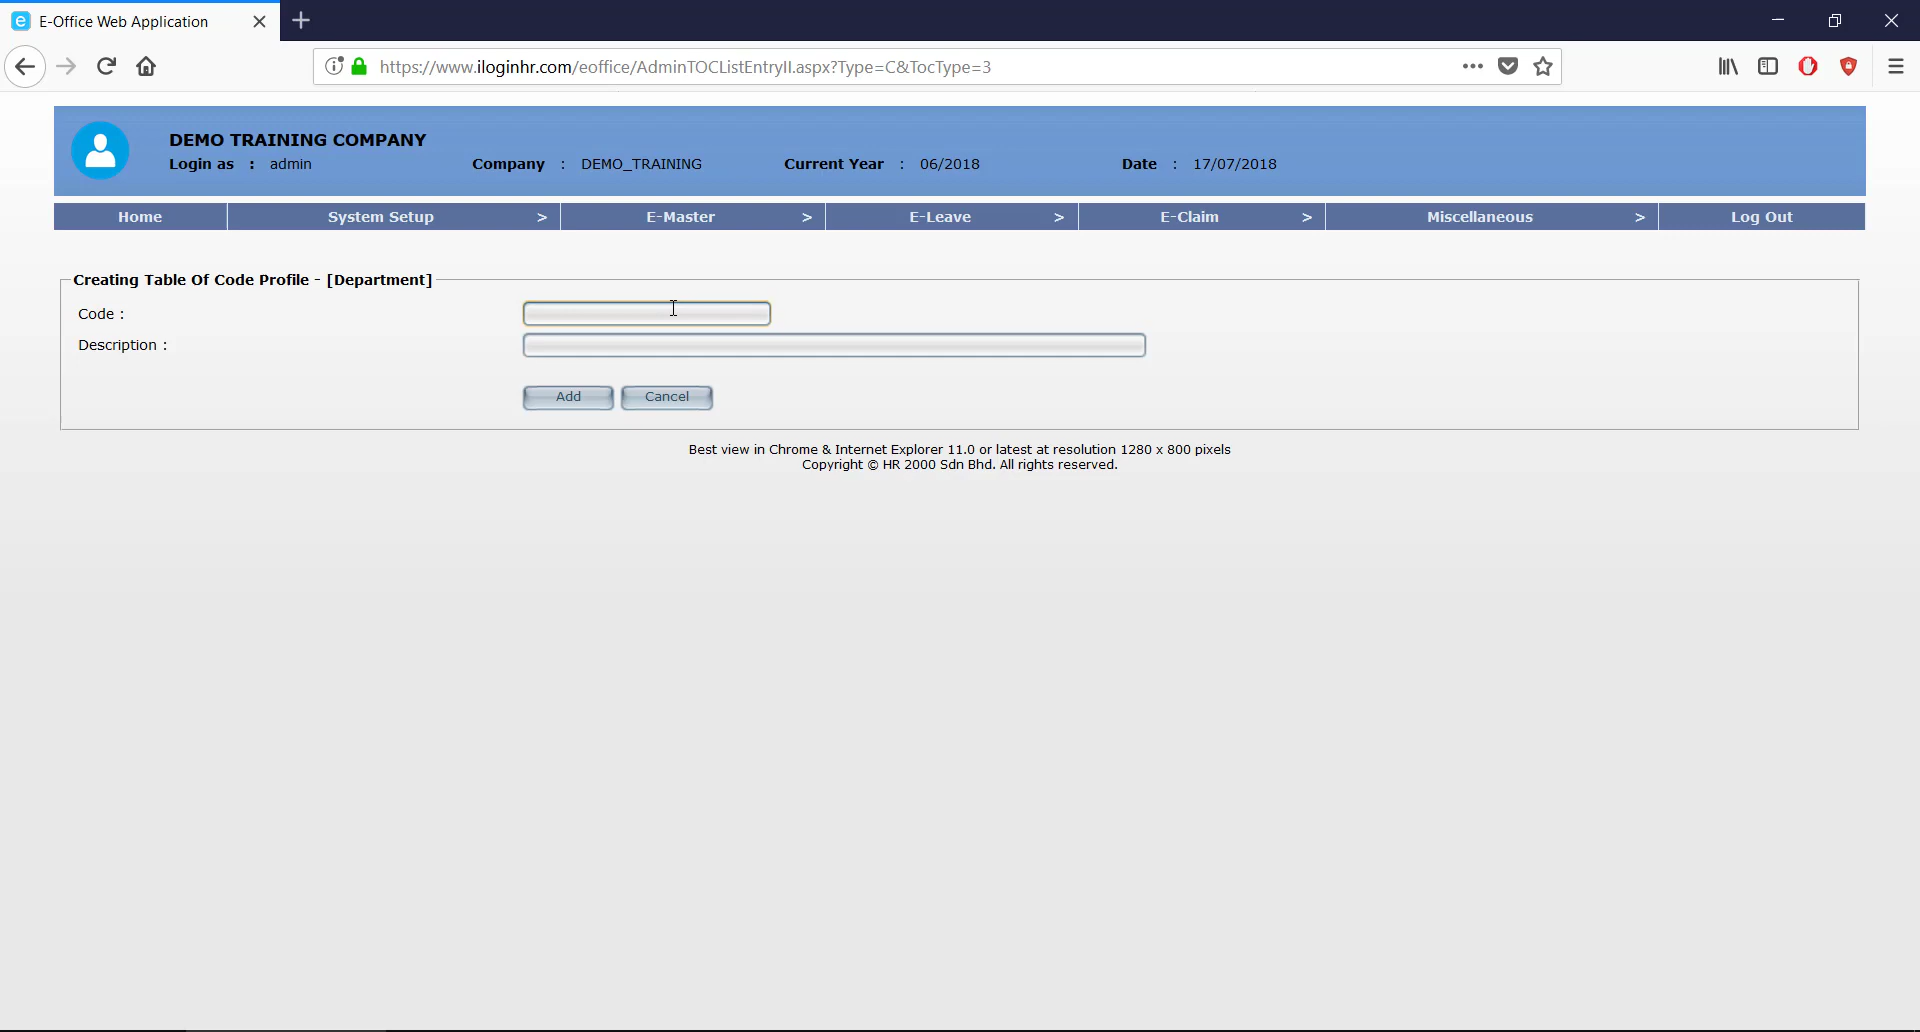 E-Office Web Application
https://www.iloginhr.com/eoffice/AdminTOCListEntryII.aspx?Type=C&TocType=3
DEMO TRAINING COMPANY
Login as : admin Company : DEMO_TRAINING Current Year : 06/2018 Date : 17/07/2018
Home System Setup > E-Master > E-Leave > E-Claim > Miscellaneous > Log Out
Creating Table Of Code Profile - [Department]
Code :
Description :
Add Cancel
Best view in Chrome & Internet Explorer 11.0 or latest at resolution 1280 x 800 pixels
Copyright © HR 2000 Sdn Bhd. All rights reserved.